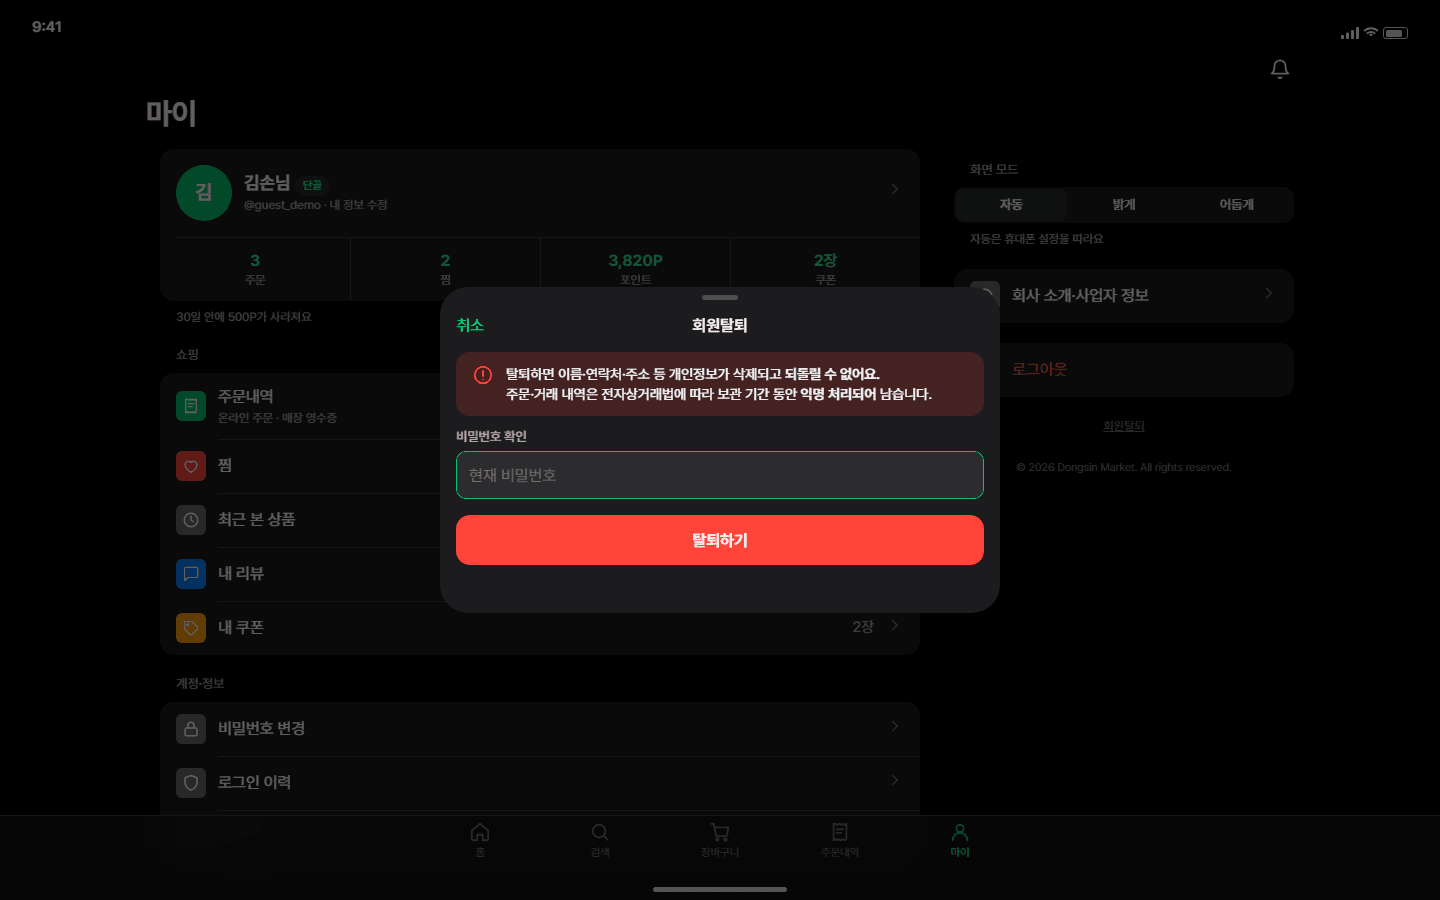 9:41
마이
김
김손님 단골
@guest_demo · 내 정보 수정
3
주문
2
찜
3,820P
포인트
2장
쿠폰
30일 안에 500P가 사라져요
쇼핑
주문내역
온라인 주문 · 매장 영수증
찜
최근 본 상품
내 리뷰
내 쿠폰
2장
계정·정보
비밀번호 변경
로그인 이력
화면 모드
자동
밝게
어둡게
자동은 휴대폰 설정을 따라요
회사 소개·사업자 정보
로그아웃
회원탈퇴
© 2026 Dongsin Market. All rights reserved.
취소
회원탈퇴
탈퇴하면 이름·연락처·주소 등 개인정보가 삭제되고 되돌릴 수 없어요.
주문·거래 내역은 전자상거래법에 따라 보관 기간 동안 익명 처리되어 남습니다.
비밀번호 확인
현재 비밀번호
탈퇴하기
홈
검색
장바구니
주문내역
마이